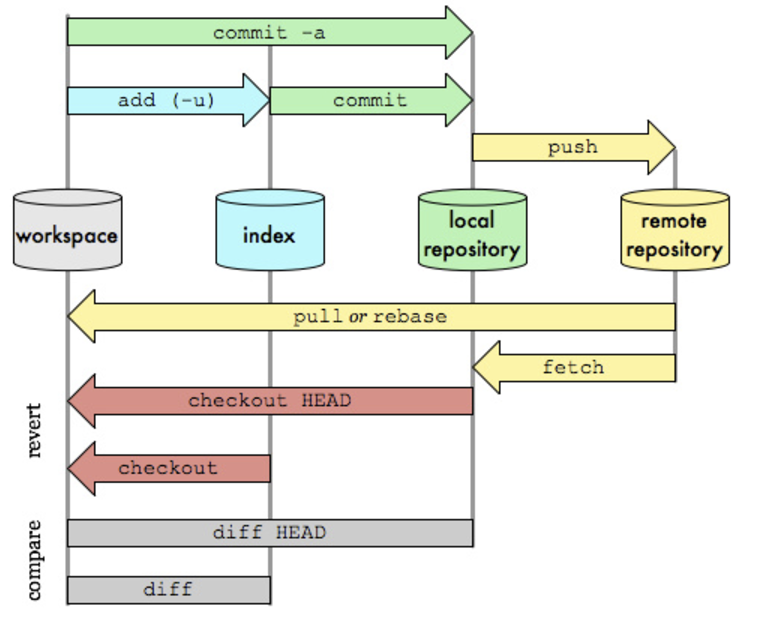 commit -a
add (-u)
commit
push
workspace
index
local
repository
remote
repository
pull or rebase
fetch
revert
checkout HEAD
checkout
compare
diff HEAD
diff